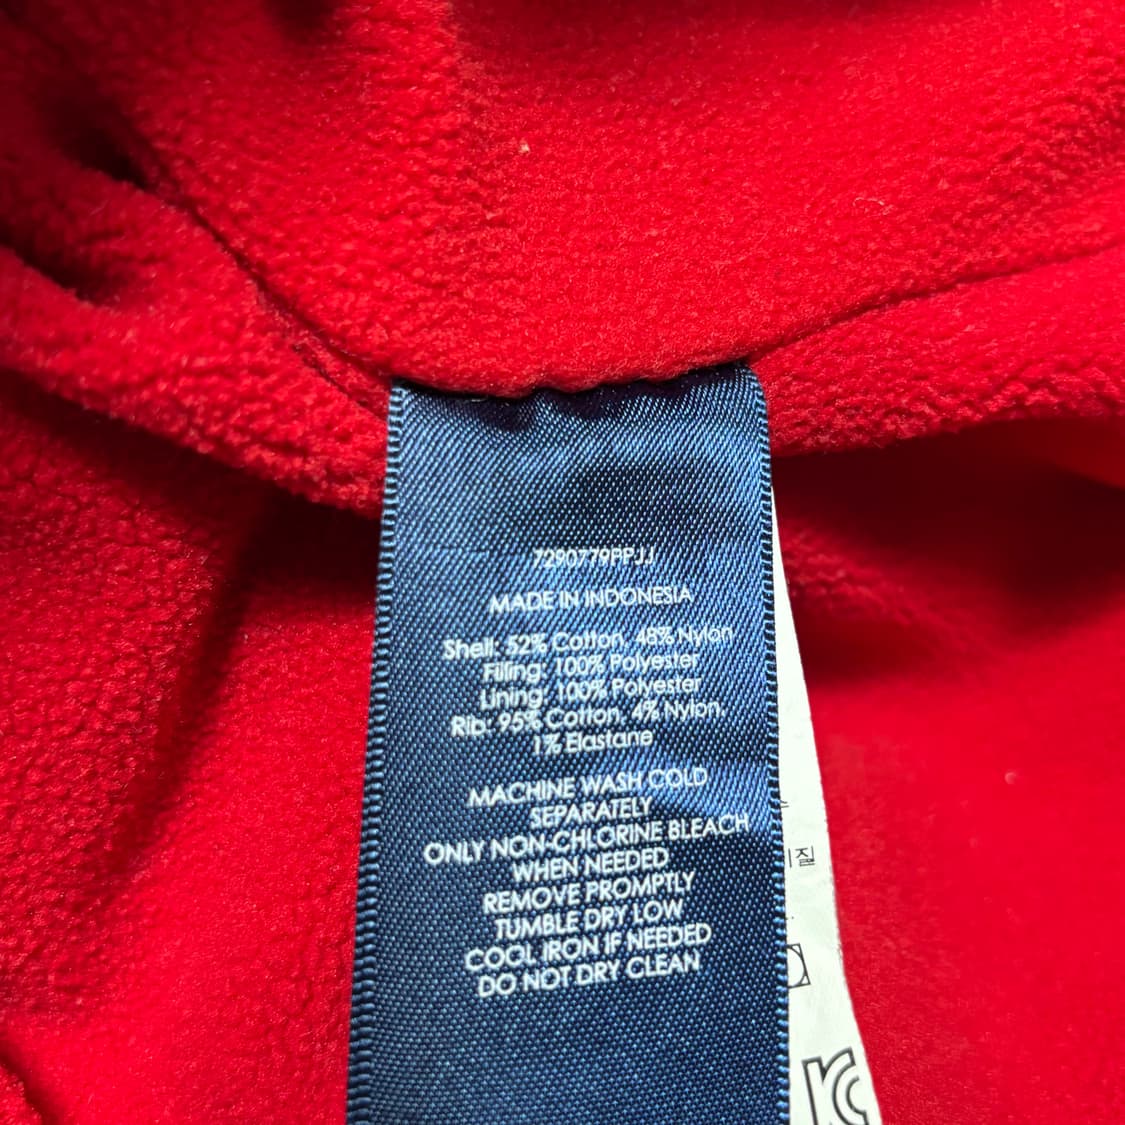 7290779PPJJ
MADE IN INDONESIA
Shell: 52% Cotton, 48% Nylon
Filling: 100% Polyester
Lining: 100% Polyester
Rib: 95% Cotton, 4% Nylon,
1% Elastane
MACHINE WASH COLD
SEPARATELY
ONLY NON-CHLORINE BLEACH
WHEN NEEDED
REMOVE PROMPTLY
TUMBLE DRY LOW
COOL IRON IF NEEDED
DO NOT DRY CLEAN
질
KC